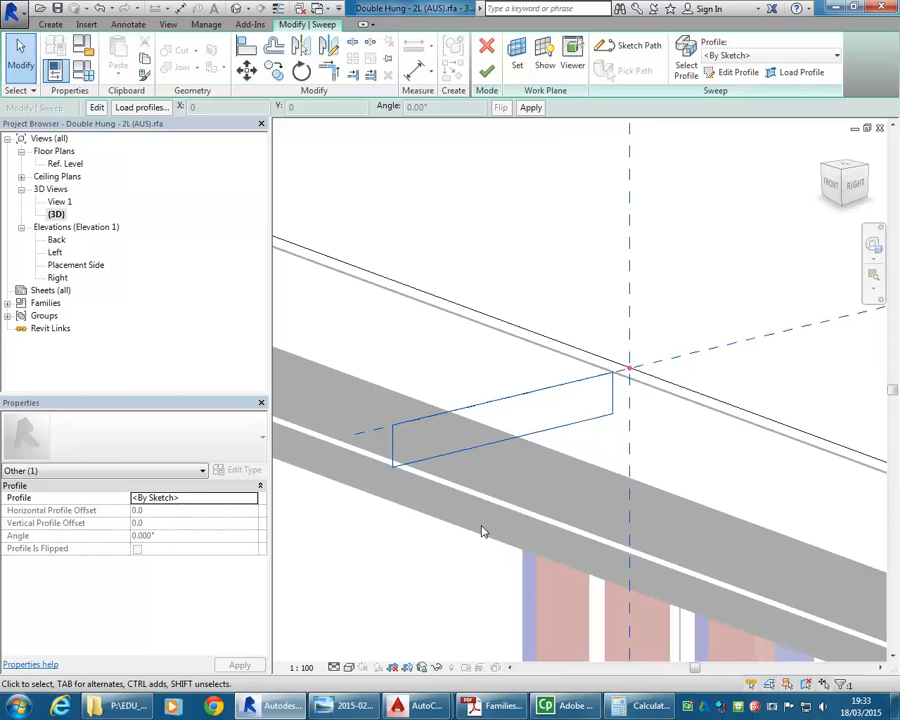 Double Hung - 2L (AUS).rfa - 3...
Type a keyword or phrase
Sign In
Create
Insert
Annotate
View
Manage
Add-Ins
Modify | Sweep
Modify
Paste
Cut
Join
Set
Show
Viewer
Sketch Path
Pick Path
Select
Profile
Profile:
<By Sketch>
Edit Profile
Load Profile
Select
Properties
Clipboard
Geometry
Modify
Measure
Create
Mode
Work Plane
Sweep
Edit
Load profiles...
X: 0
Y: 0
Angle: 0.00°
Flip
Apply
Project Browser - Double Hung - 2L (AUS).rfa
Views (all)
Floor Plans
Ref. Level
Ceiling Plans
3D Views
View 1
{3D}
Elevations (Elevation 1)
Back
Left
Placement Side
Right
Sheets (all)
Families
Groups
Revit Links
FRONT
RIGHT
Properties
Other (1)
Edit Type
Profile
Profile <By Sketch>
Horizontal Profile Offset 0.0
Vertical Profile Offset 0.0
Angle 0.000°
Profile Is Flipped
Properties help
Apply
1 : 100
Click to select, TAB for alternates, CTRL adds, SHIFT unselects.
:1
P:\EDU_...
Autodes...
2015-02...
AutoC...
Families...
Adobe ...
Calculat...
19:33
18/03/2015